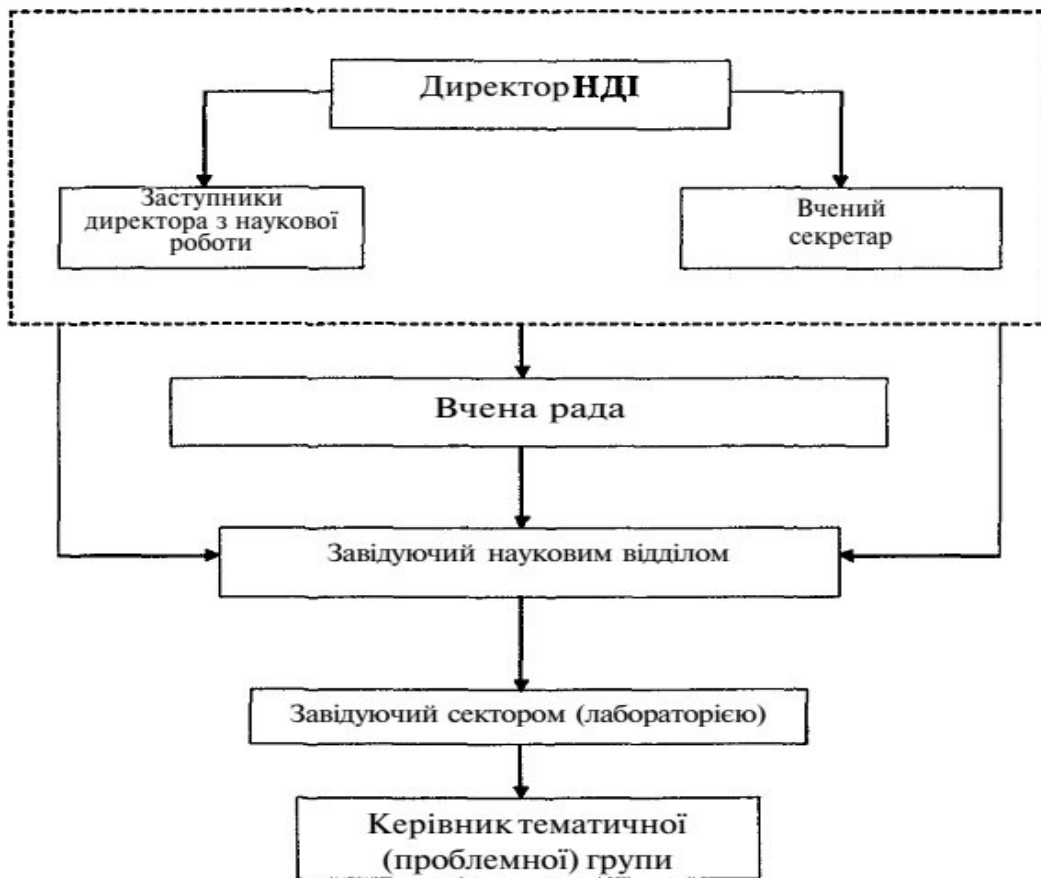 Директор НДІ
Заступники
директора з наукової
роботи
Вчений
секретар
Вчена рада
Завідуючий науковим відділом
Завідуючий сектором (лабораторією)
Керівник тематичної
(проблемної) групи